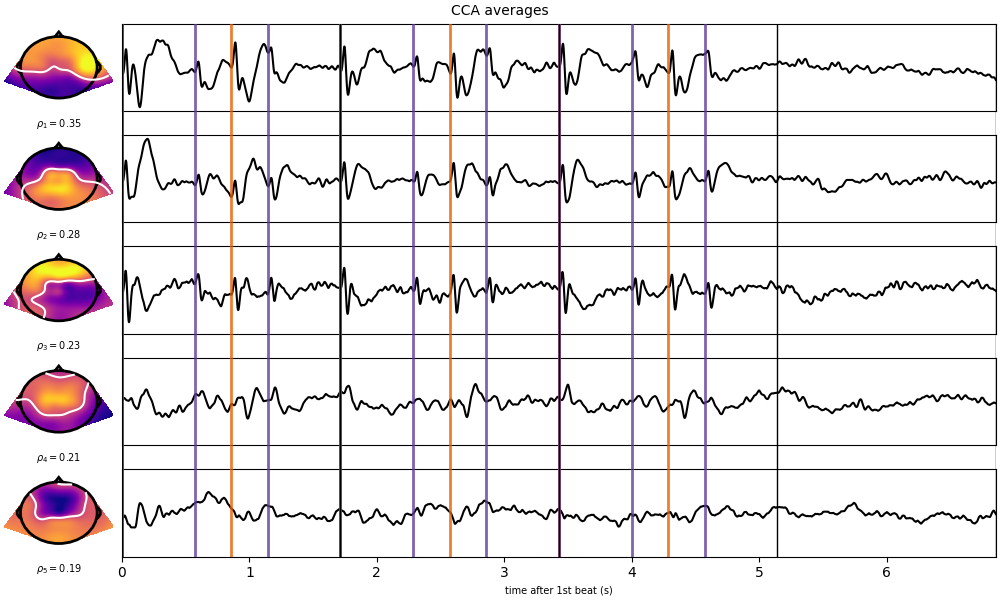 CCA averages
ρ₁ = 0.35
ρ₂ = 0.28
ρ₃ = 0.23
ρ₄ = 0.21
ρ₅ = 0.19
0 1 2 3 4 5 6
time after 1st beat (s)